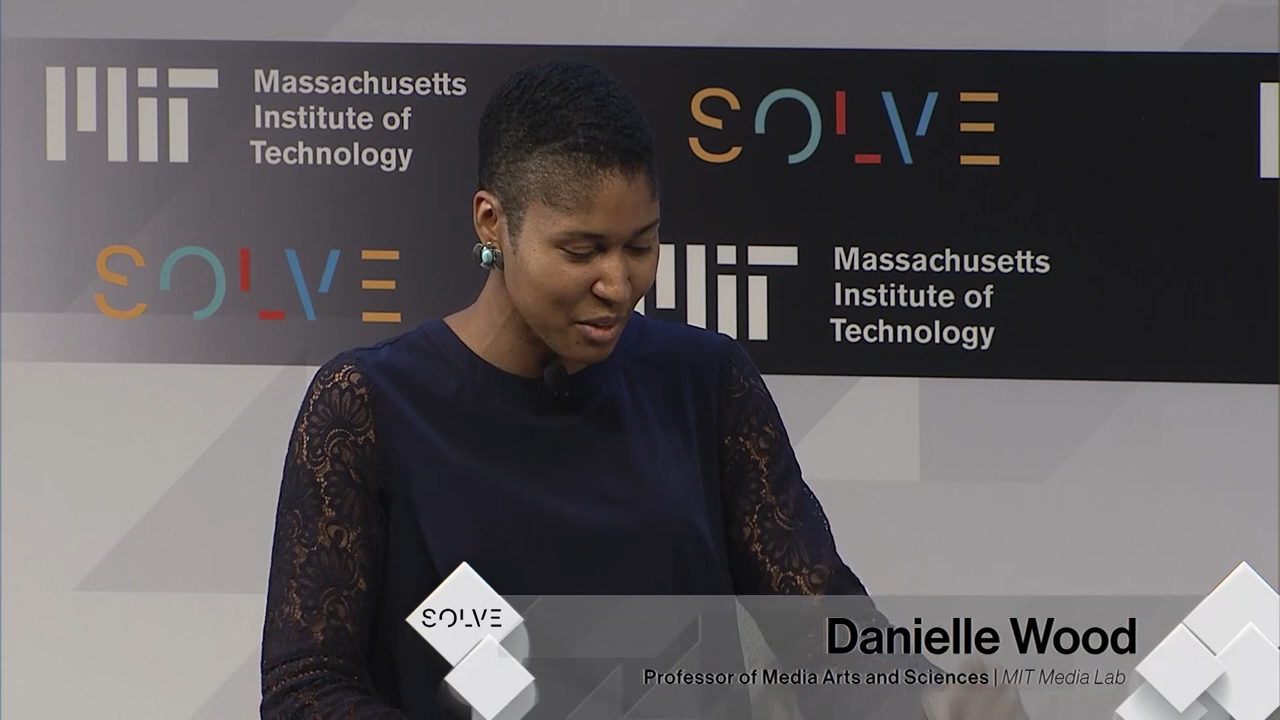 MIT Massachusetts
Institute of
Technology
SOLVE
SOLVE
MIT Massachusetts
Institute of
Technology
SOLVE
Danielle Wood
Professor of Media Arts and Sciences | MIT Media Lab